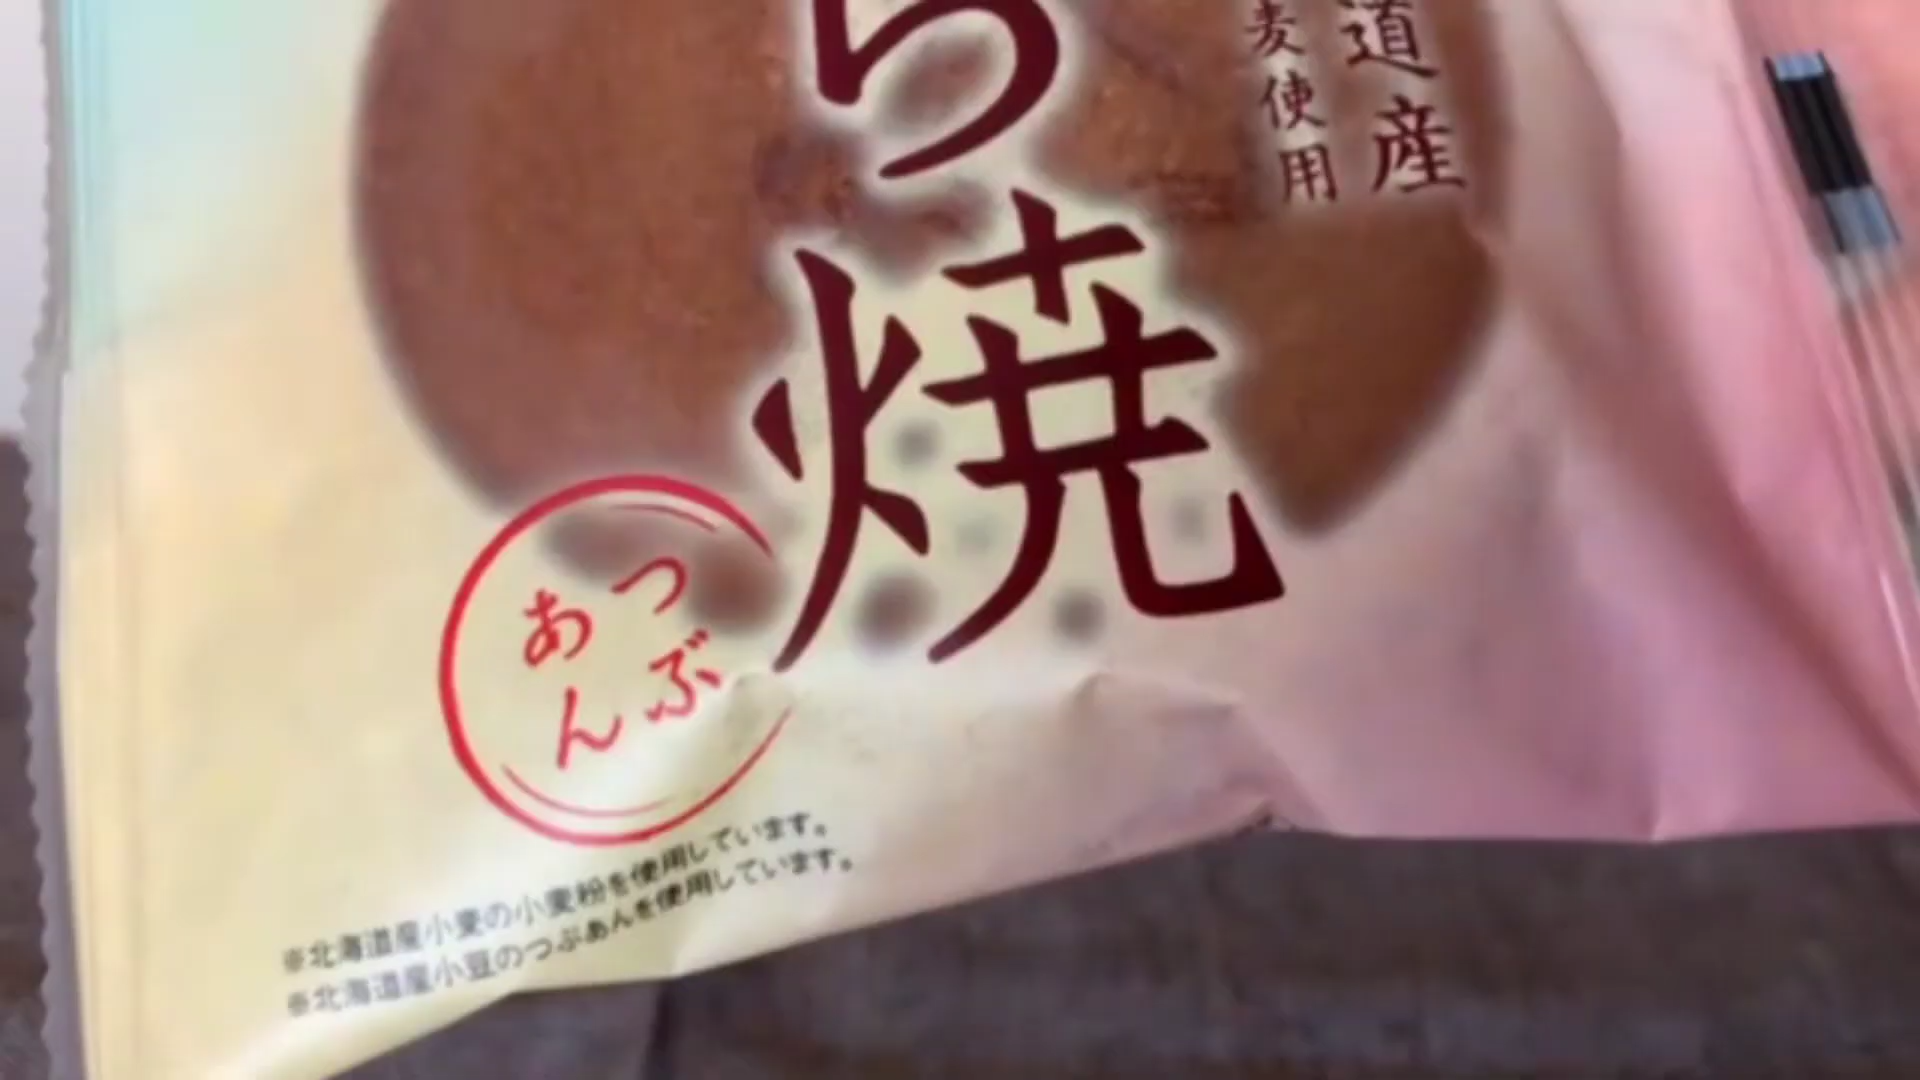 道産
麦使用
ら焼
つぶ
あん
※北海道産小麦の小麦粉を使用しています。
※北海道産小豆のつぶあんを使用しています。